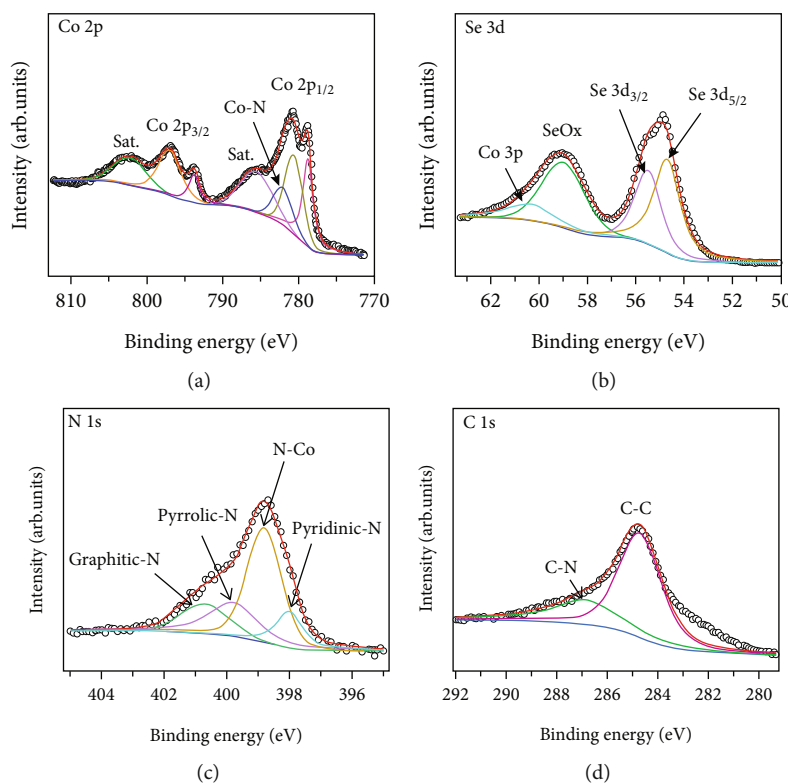 Co 2p
Sat.
Co 2p3/2
Sat.
Co-N
Co 2p1/2
Intensity (arb.units)
810 800 790 780 770
Binding energy (eV)
(a)
Se 3d
Co 3p
SeOx
Se 3d3/2
Se 3d5/2
Intensity (arb.units)
62 60 58 56 54 52 50
Binding energy (eV)
(b)
N 1s
Graphitic-N
Pyrrolic-N
N-Co
Pyridinic-N
Intensity (arb.units)
404 402 400 398 396
Binding energy (eV)
(c)
C 1s
C-N
C-C
Intensity (arb.units)
292 290 288 286 284 282 280
Binding energy (eV)
(d)